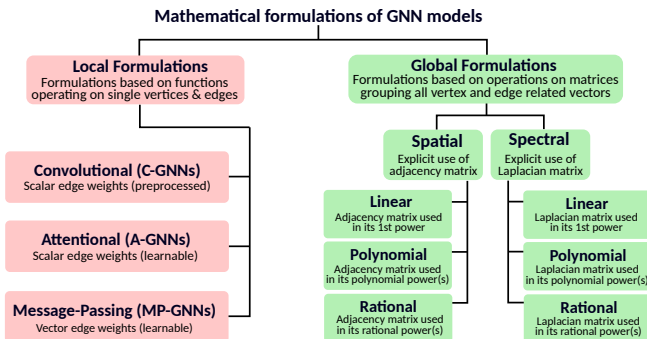 Mathematical formulations of GNN models
Local Formulations
Formulations based on functions
operating on single vertices & edges
Global Formulations
Formulations based on operations on matrices
grouping all vertex and edge related vectors
Convolutional (C-GNNs)
Scalar edge weights (preprocessed)
Attentional (A-GNNs)
Scalar edge weights (learnable)
Message-Passing (MP-GNNs)
Vector edge weights (learnable)
Spatial
Explicit use of
adjacency matrix
Linear
Adjacency matrix used
in its 1st power
Polynomial
Adjacency matrix used
in its polynomial power(s)
Rational
Adjacency matrix used
in its rational power(s)
Spectral
Explicit use of
Laplacian matrix
Linear
Laplacian matrix used
in its 1st power
Polynomial
Laplacian matrix used
in its polynomial power(s)
Rational
Laplacian matrix used
in its rational power(s)